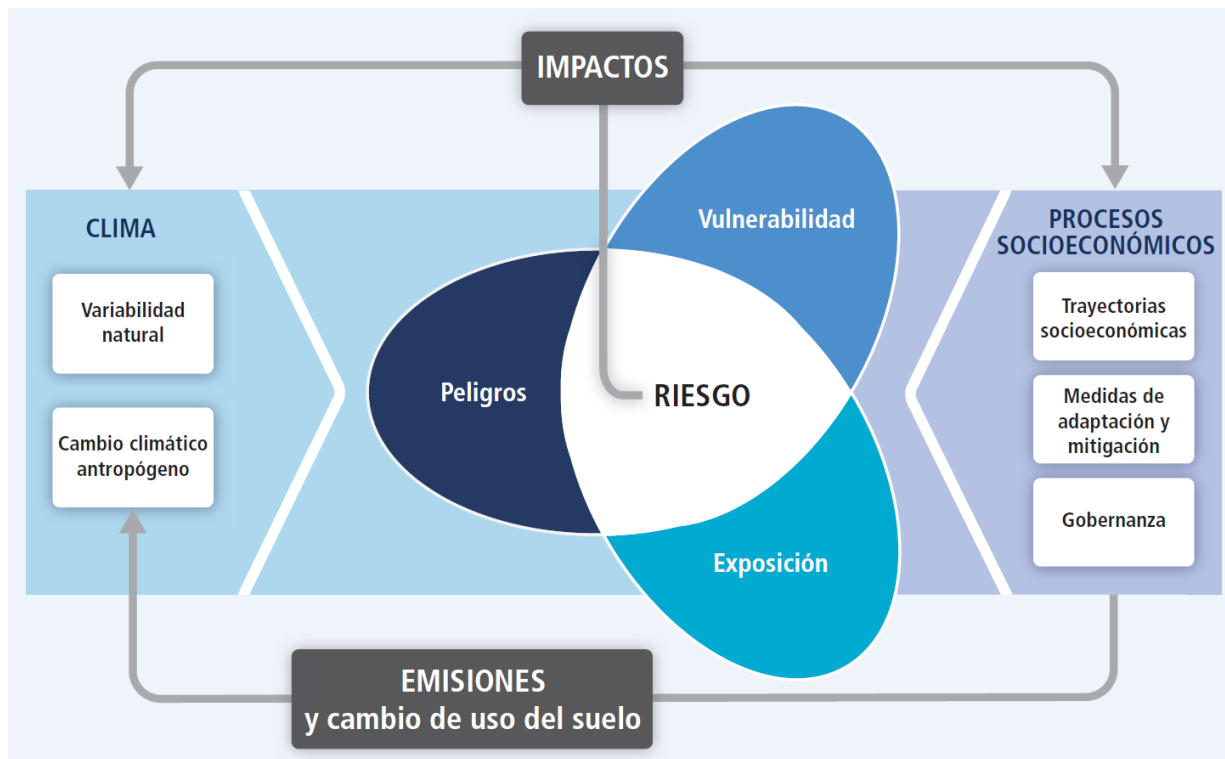 IMPACTOS
CLIMA
Variabilidad
natural
Cambio climático
antropógeno
Vulnerabilidad
Peligros
RIESGO
Exposición
PROCESOS
SOCIOECONÓMICOS
Trayectorias
socioeconómicas
Medidas de
adaptación y
mitigación
Gobernanza
EMISIONES
y cambio de uso del suelo